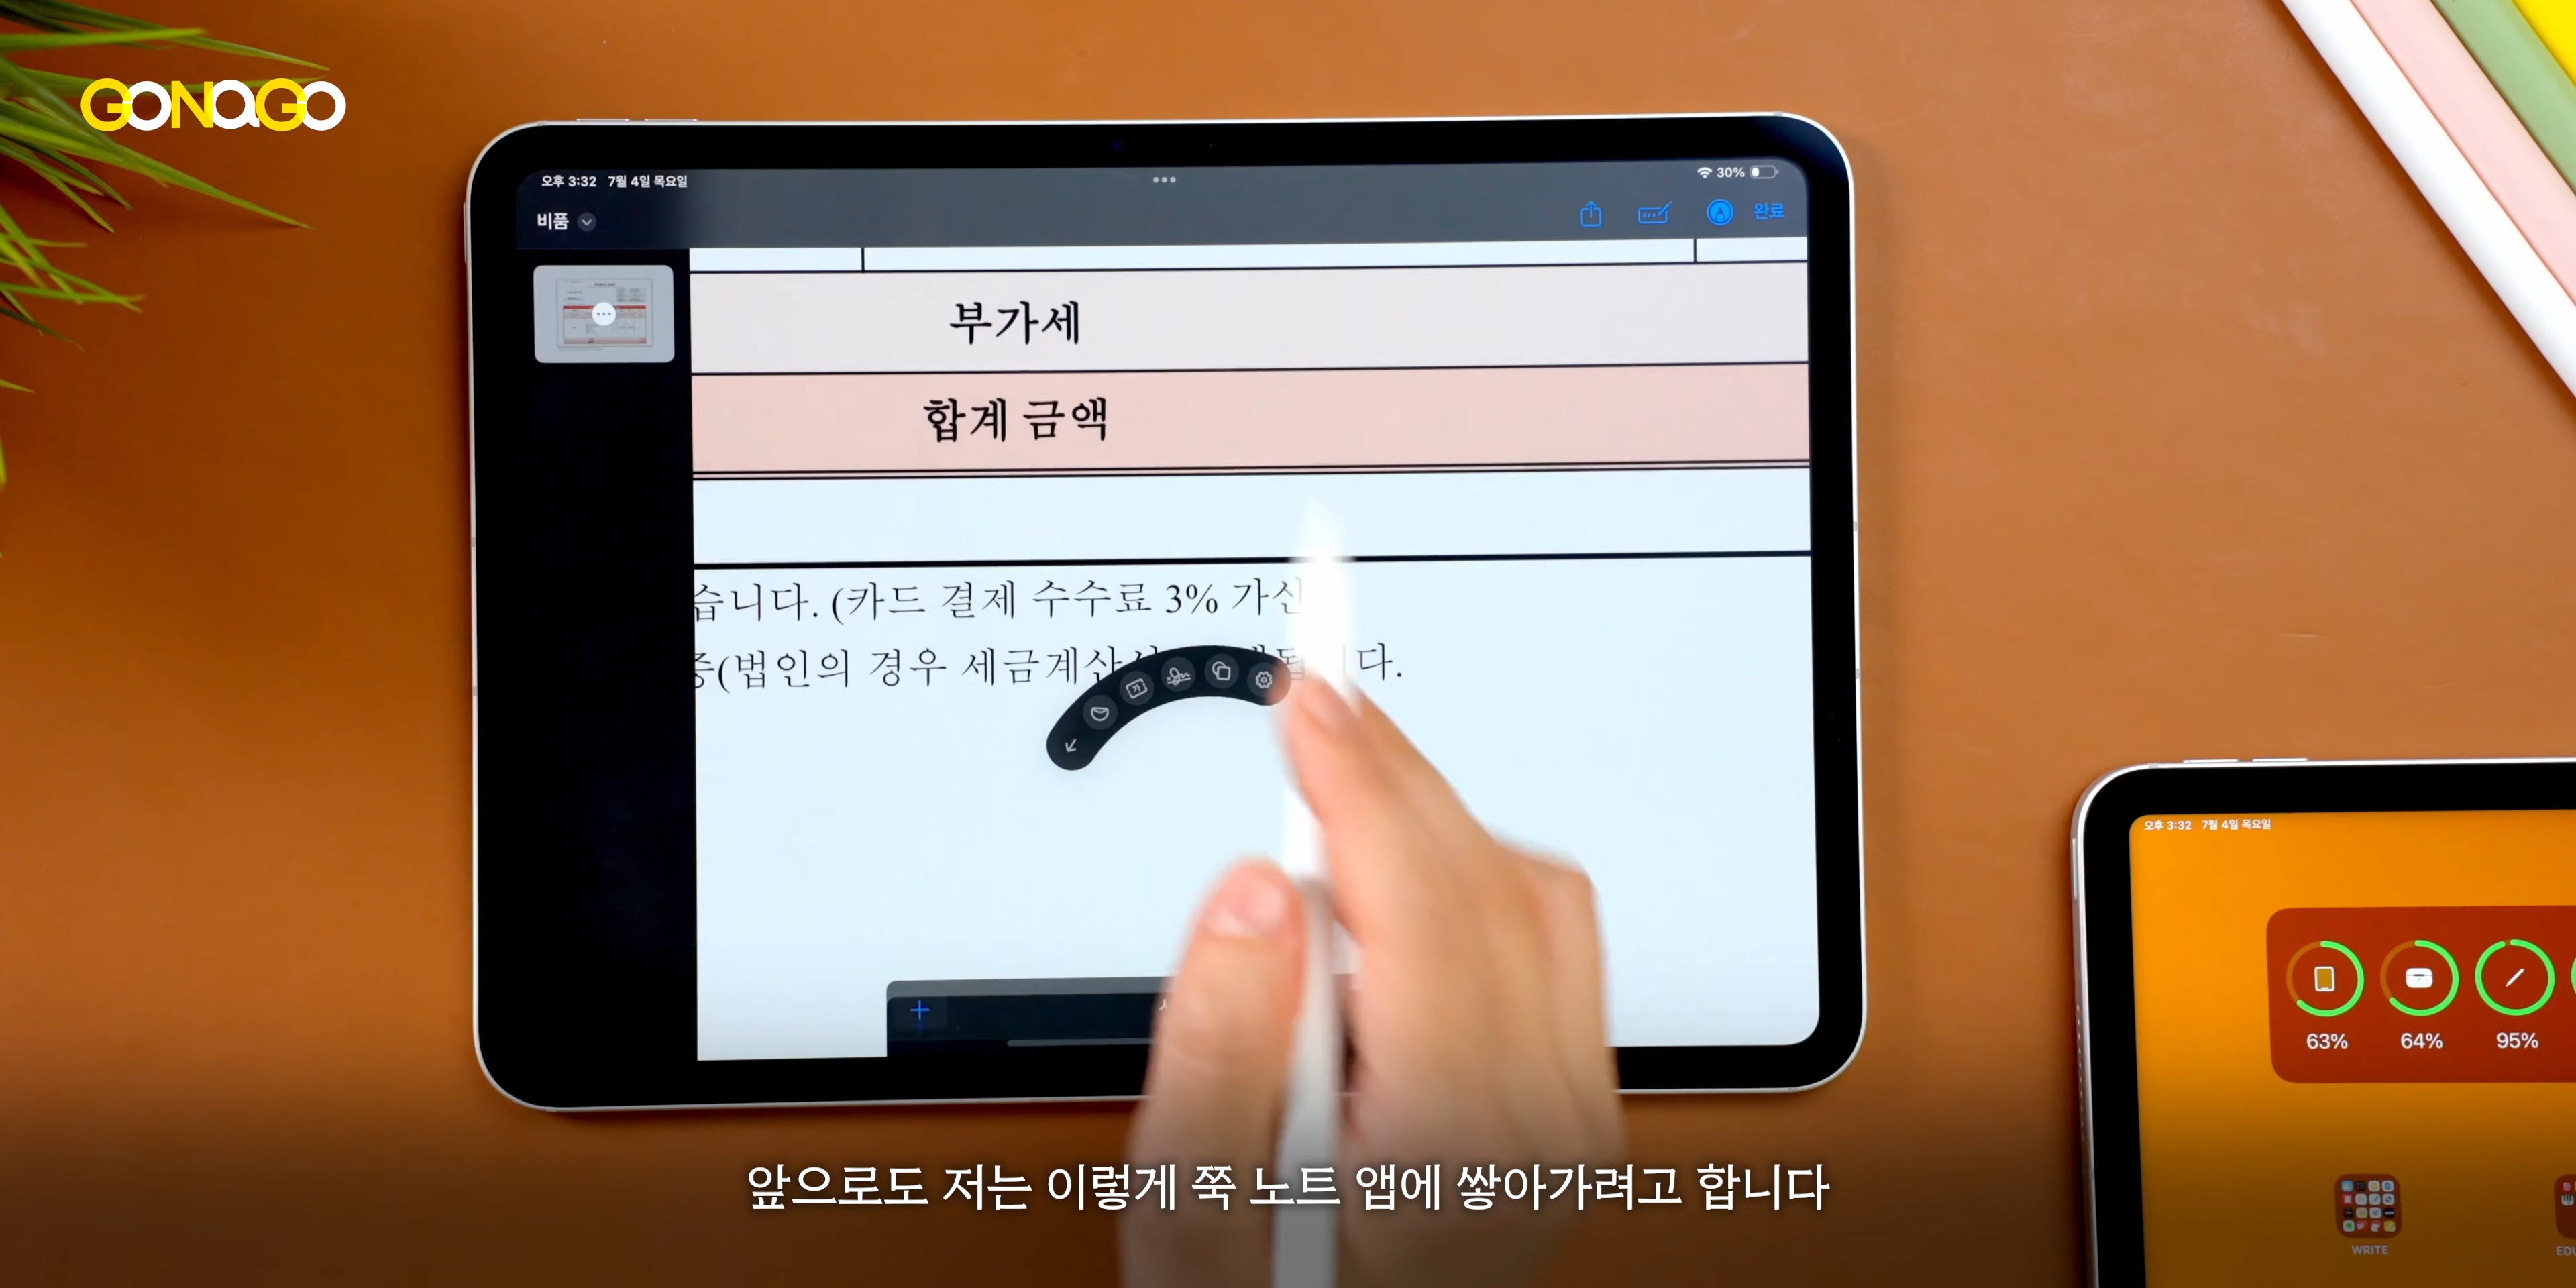 GONGGO
오후 3:32 7월 4일 목요일
30%
비품
완료
부가세
합계 금액
습니다. (카드 결제 수수료 3% 가산
(법인의 경우 세금계산 다.
오후 3:32 7월 4일 목요일
63% 64% 95%
WRITE
앞으로도 저는 이렇게 쭉 노트 앱에 쌓아가려고 합니다